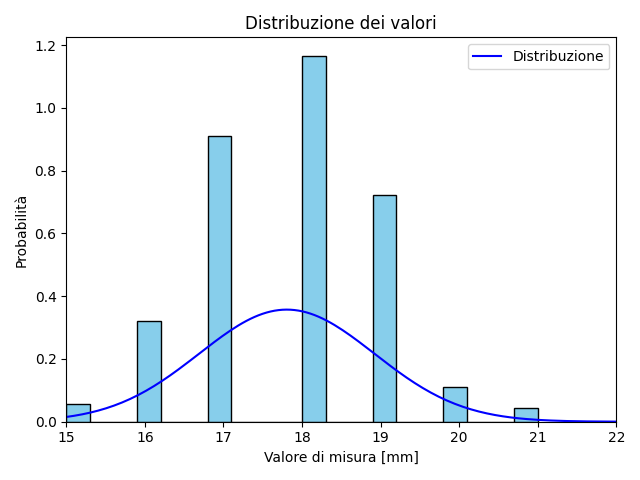 Distribuzione dei valori
Distribuzione
1.2
1.0
0.8
0.6
0.4
0.2
0.0
Probabilità
15 16 17 18 19 20 21 22
Valore di misura [mm]